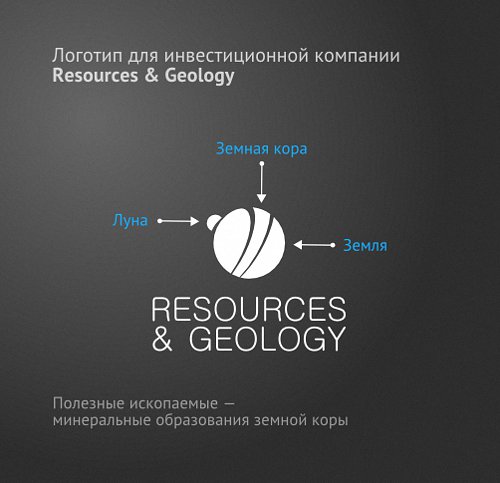 Логотип для инвестиционной компании
Resources & Geology
Земная кора
Луна
Земля
RESOURCES
& GEOLOGY
Полезные ископаемые —
минеральные образования земной коры